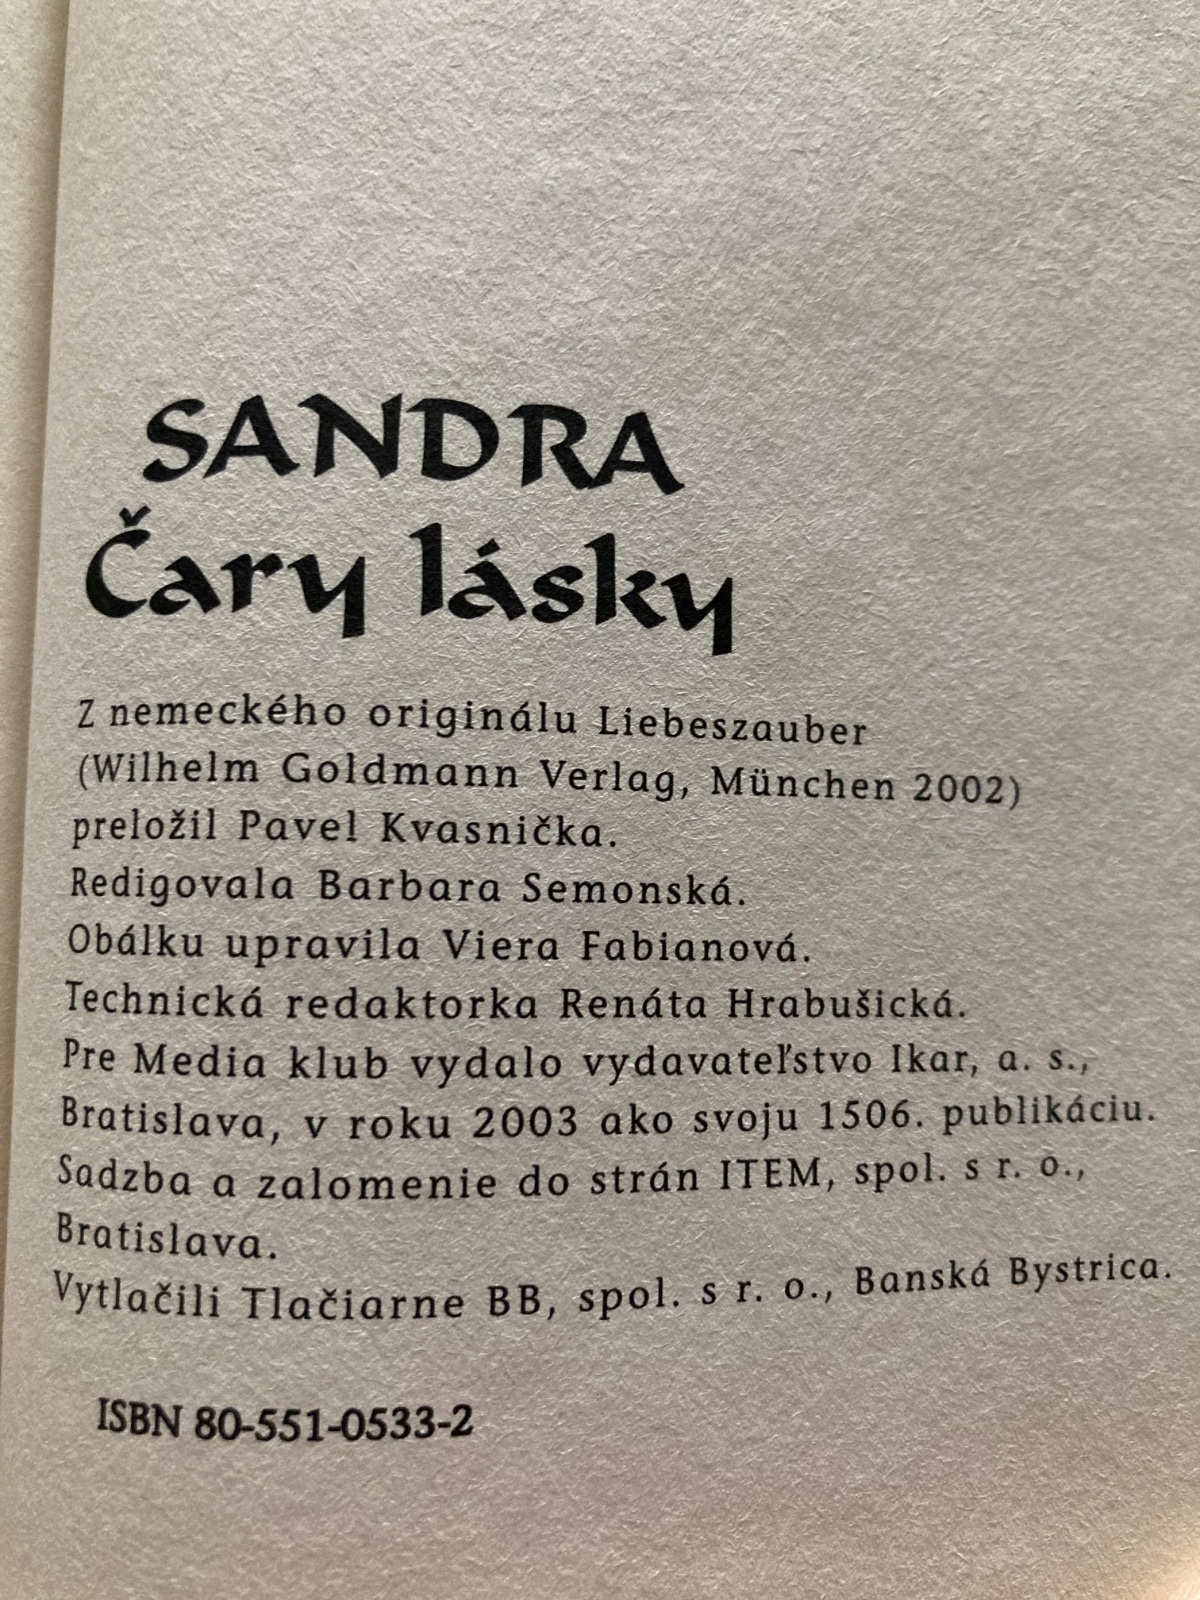 SANDRA
Čary lásky
Z nemeckého originálu Liebeszauber
(Wilhelm Goldmann Verlag, München 2002)
preložil Pavel Kvasnička.
Redigovala Barbara Semonská.
Obálku upravila Viera Fabianová.
Technická redaktorka Renáta Hrabušická.
Pre Media klub vydalo vydavateľstvo Ikar, a. s.,
Bratislava, v roku 2003 ako svoju 1506. publikáciu.
Sadzba a zalomenie do strán ITEM, spol. s r. o.,
Bratislava.
Vytlačili Tlačiarne BB, spol. s r. o., Banská Bystrica.
ISBN 80-551-0533-2